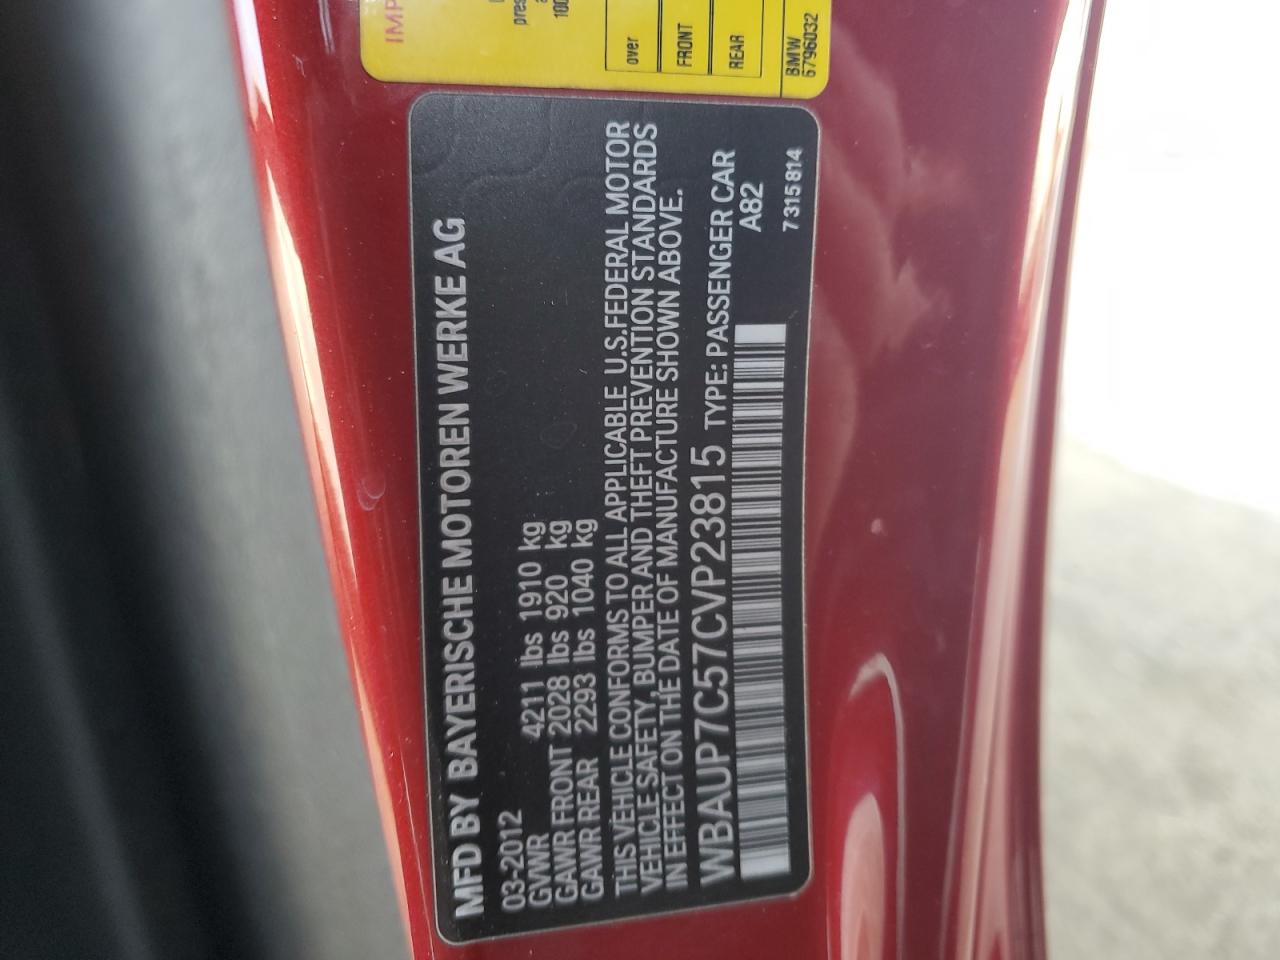 MFD BY BAYERISCHE MOTOREN WERKE AG
03-2012
GVWR 4211 lbs 1910 kg
GAWR FRONT 2028 lbs 920 kg
GAWR REAR 2293 lbs 1040 kg
THIS VEHICLE CONFORMS TO ALL APPLICABLE U.S.FEDERAL MOTOR
VEHICLE SAFETY, BUMPER AND THEFT PREVENTION STANDARDS
IN EFFECT ON THE DATE OF MANUFACTURE SHOWN ABOVE.
WBAUP7C57CVP23815 TYPE: PASSENGER CAR
A82
7 315 814
IMP
pres
100
over
FRONT
REAR
BMW
6796032